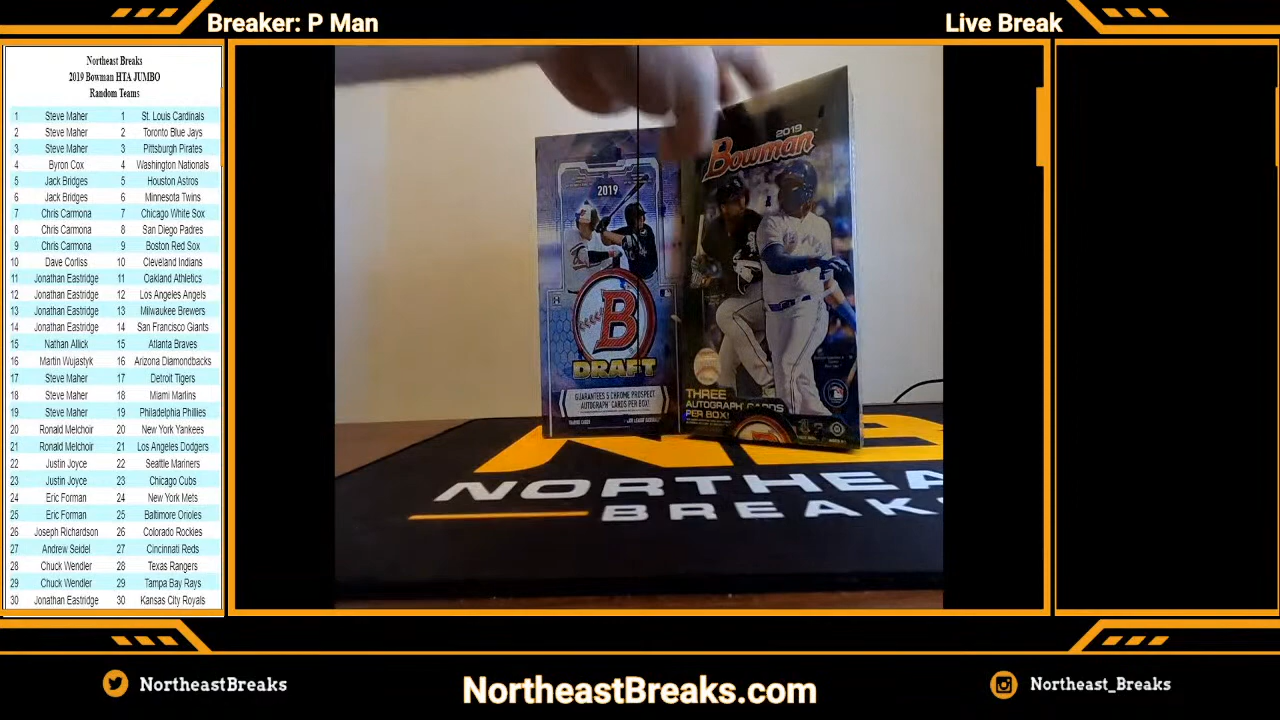 Breaker: P Man
Live Break
Northeast Breaks
2019 Bowman HTA JUMBO
Random Teams
1 Steve Maher 1 St. Louis Cardinals
2 Steve Maher 2 Toronto Blue Jays
3 Steve Maher 3 Pittsburgh Pirates
4 Byron Cox 4 Washington Nationals
5 Jack Bridges 5 Houston Astros
6 Jack Bridges 6 Minnesota Twins
7 Chris Carmona 7 Chicago White Sox
8 Chris Carmona 8 San Diego Padres
9 Chris Carmona 9 Boston Red Sox
10 Dave Corliss 10 Cleveland Indians
11 Jonathan Eastridge 11 Oakland Athletics
12 Jonathan Eastridge 12 Los Angeles Angels
13 Jonathan Eastridge 13 Milwaukee Brewers
14 Jonathan Eastridge 14 San Francisco Giants
15 Nathan Allick 15 Atlanta Braves
16 Martin Wujastyk 16 Arizona Diamondbacks
17 Steve Maher 17 Detroit Tigers
18 Steve Maher 18 Miami Marlins
19 Steve Maher 19 Philadelphia Phillies
20 Ronald Melchoir 20 New York Yankees
21 Ronald Melchoir 21 Los Angeles Dodgers
22 Justin Joyce 22 Seattle Mariners
23 Justin Joyce 23 Chicago Cubs
24 Eric Forman 24 New York Mets
25 Eric Forman 25 Baltimore Orioles
26 Joseph Richardson 26 Colorado Rockies
27 Andrew Seidel 27 Cincinnati Reds
28 Chuck Wendler 28 Texas Rangers
29 Chuck Wendler 29 Tampa Bay Rays
30 Jonathan Eastridge 30 Kansas City Royals
2019
B
DRAFT
GUARANTEES 5 CHROME PROSPECT
AUTOGRAPH CARDS PER BOX!
2019
Bowman
THREE
AUTOGRAPH CARDS
PER BOX!
NORTHEA
BREAK
NortheastBreaks
NortheastBreaks.com
Northeast_Breaks